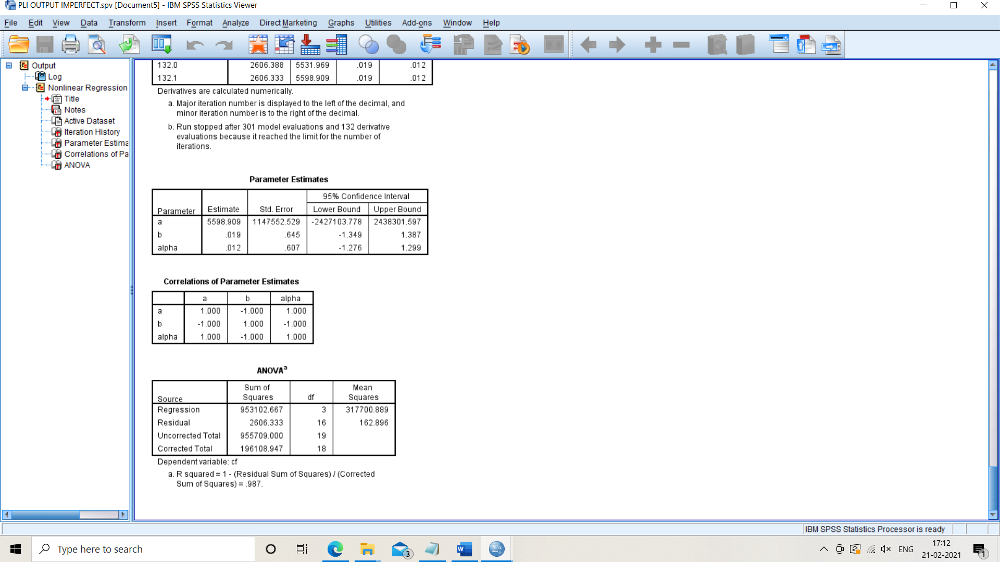 PLI OUTPUT IMPERFECT.spv [Document5] - IBM SPSS Statistics Viewer
File Edit View Data Transform Insert Format Analyze Direct Marketing Graphs Utilities Add-ons Window Help
Output
Log
Nonlinear Regression
Title
Notes
Active Dataset
Iteration History
Parameter Estima
Correlations of Pa
ANOVA
132.0 2606.388 5531.969 .019 .012
132.1 2606.333 5598.909 .019 .012
Derivatives are calculated numerically.
a. Major iteration number is displayed to the left of the decimal, and
minor iteration number is to the right of the decimal.
b. Run stopped after 301 model evaluations and 132 derivative
evaluations because it reached the limit for the number of
iterations.
Parameter Estimates
95% Confidence Interval
Parameter Estimate Std. Error Lower Bound Upper Bound
a 5598.909 1147552.529 -2427103.778 2438301.597
b .019 .645 -1.349 1.387
alpha .012 .607 -1.276 1.299
Correlations of Parameter Estimates
a b alpha
a 1.000 -1.000 1.000
b -1.000 1.000 -1.000
alpha 1.000 -1.000 1.000
ANOVAa
Source Sum of Squares df Mean Squares
Regression 953102.667 3 317700.889
Residual 2606.333 16 162.896
Uncorrected Total 955709.000 19
Corrected Total 196108.947 18
Dependent variable: cf
a. R squared = 1 - (Residual Sum of Squares) / (Corrected
Sum of Squares) = .987.
IBM SPSS Statistics Processor is ready
Type here to search
3
W
Σα
ENG
17:12
21-02-2021
1